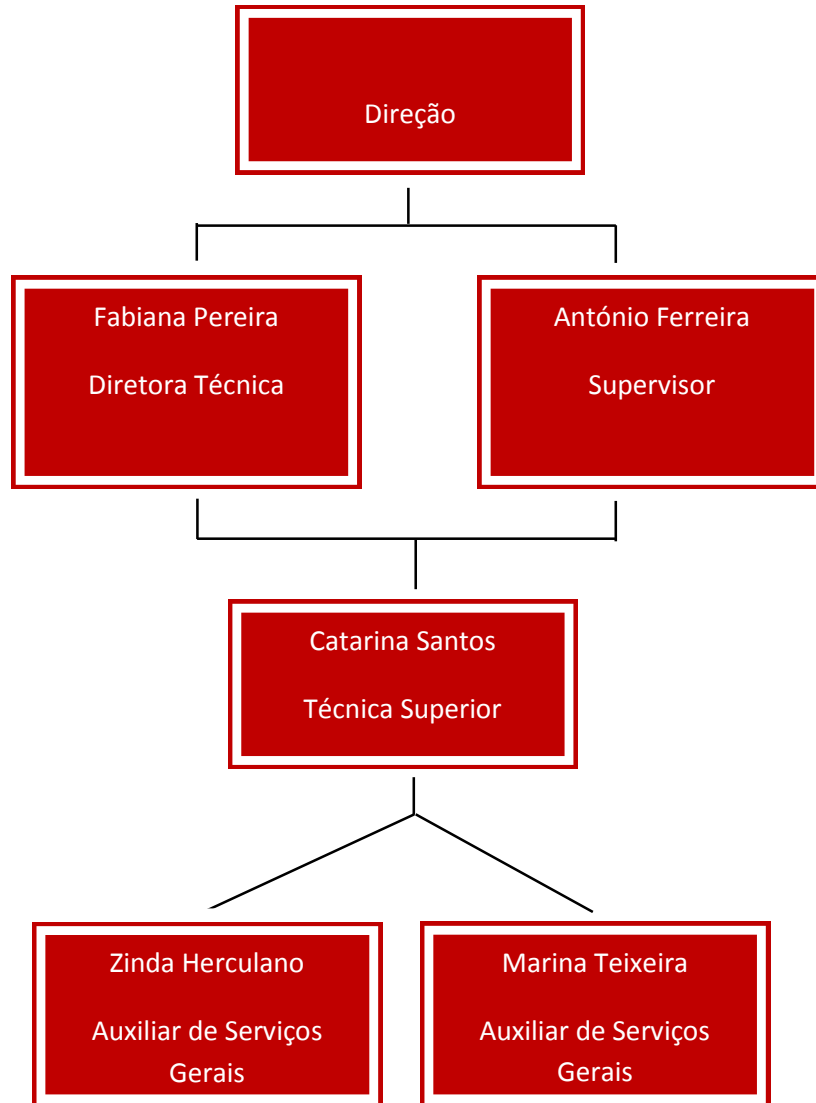 Direção
Fabiana Pereira
Diretora Técnica
António Ferreira
Supervisor
Catarina Santos
Técnica Superior
Zinda Herculano
Auxiliar de Serviços
Gerais
Marina Teixeira
Auxiliar de Serviços
Gerais